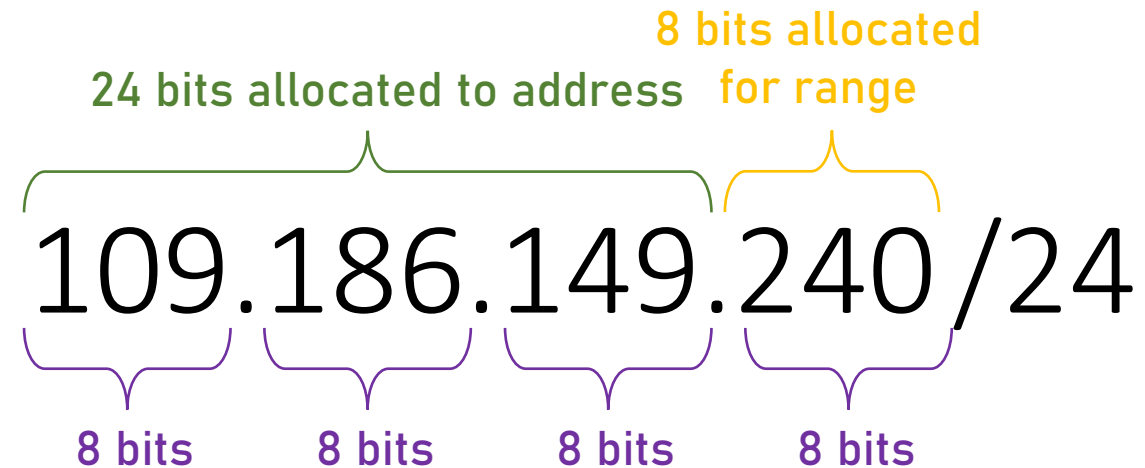 8 bits allocated
for range
24 bits allocated to address
109.186.149.240/24
8 bits
8 bits
8 bits
8 bits